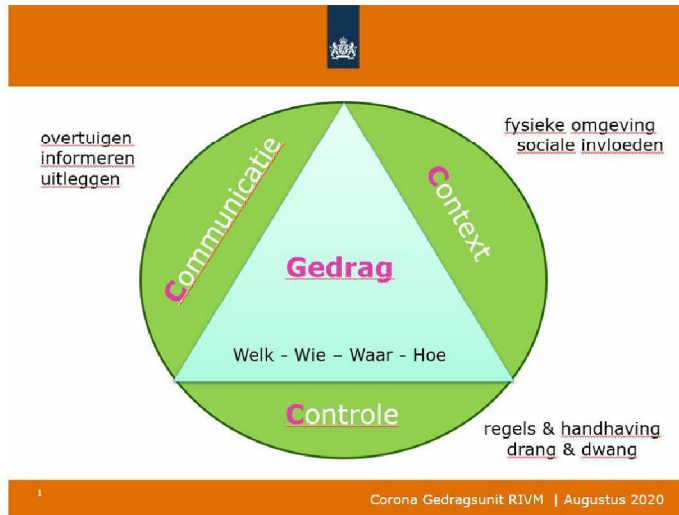 overtuigen
informeren
uitleggen
fysieke omgeving
sociale invloeden
Communicatie
Context
Gedrag
Welk - Wie – Waar - Hoe
Controle
regels & handhaving
drang & dwang
1
Corona Gedragsunit RIVM | Augustus 2020